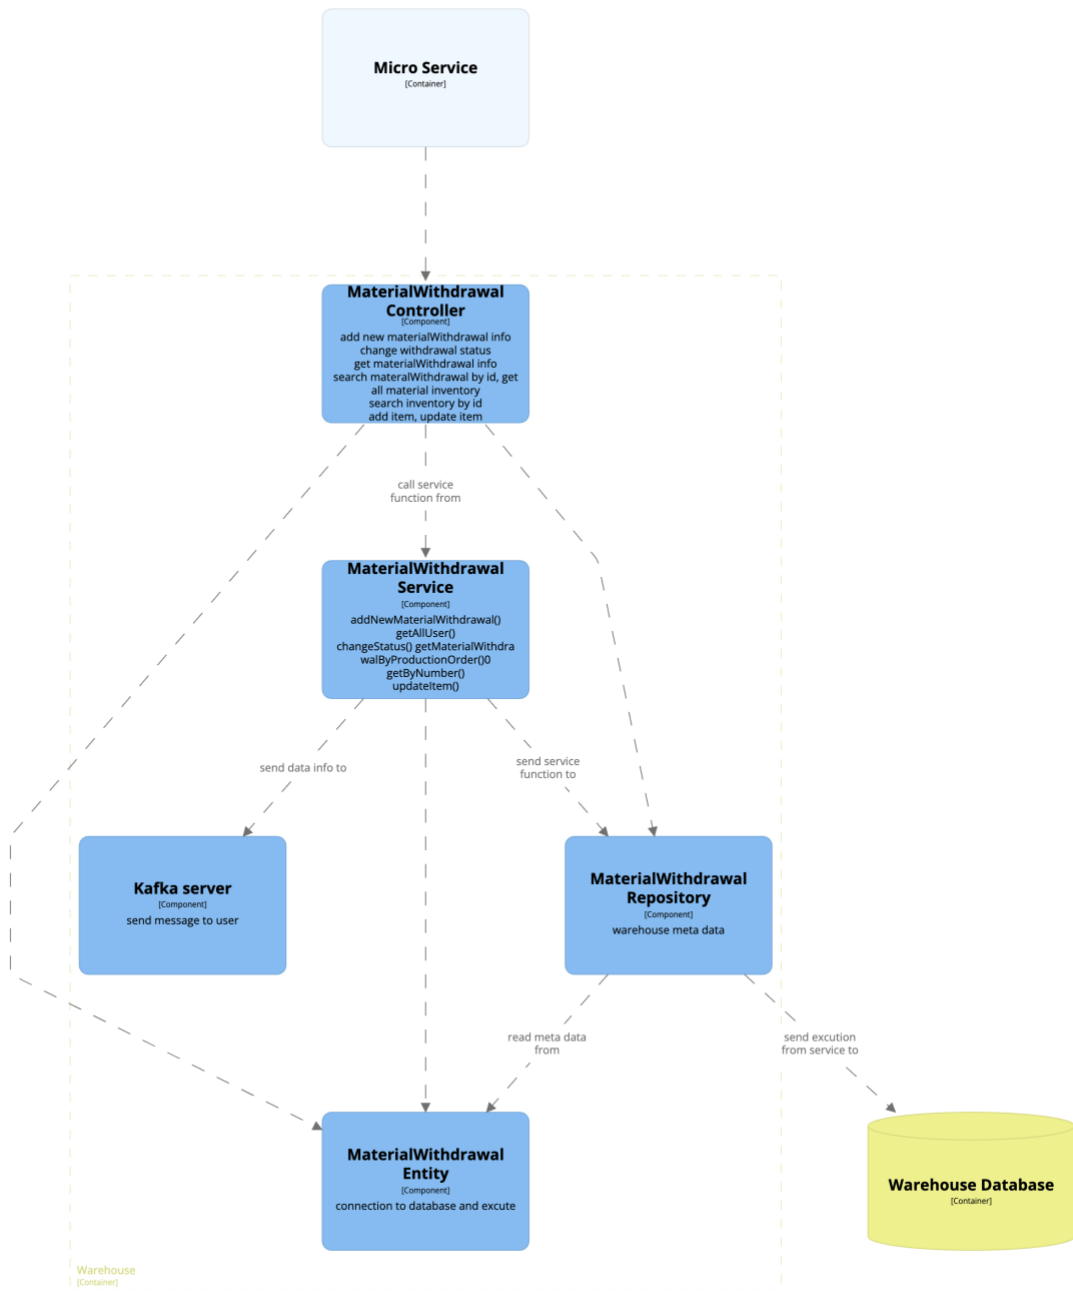 Micro Service
[Container]
MaterialWithdrawal
Controller
[Component]
add new materialWithdrawal info
change withdrawal status
get materialWithdrawal info
search materalWithdrawal by id, get
all material inventory
search inventory by id
add item, update item
call service
function from
MaterialWithdrawal
Service
[Component]
addNewMaterialWithdrawal()
getAllUser()
changeStatus() getMaterialWithdra
walByProductionOrder()0
getByNumber()
updateItem()
send data info to
send service
function to
Kafka server
[Component]
send message to user
MaterialWithdrawal
Repository
[Component]
warehouse meta data
read meta data
from
send excution
from service to
MaterialWithdrawal
Entity
[Component]
connection to database and excute
Warehouse Database
[Container]
Warehouse
[Container]